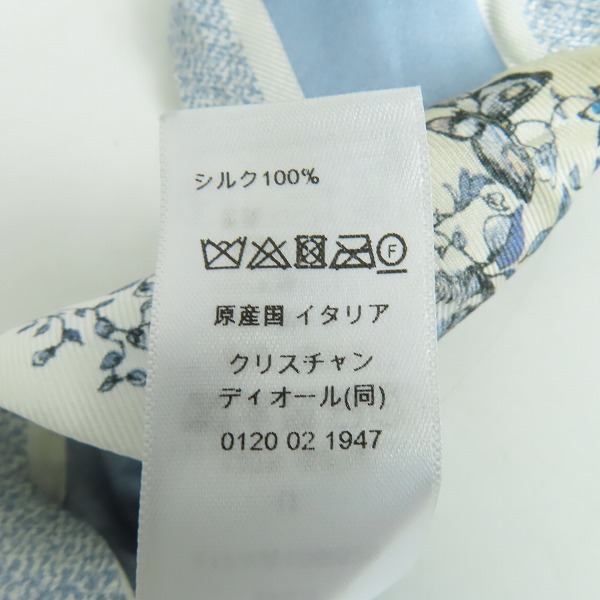 シルク100%
F
原産国 イタリア
クリスチャン
ディオール(同)
0120 02 1947